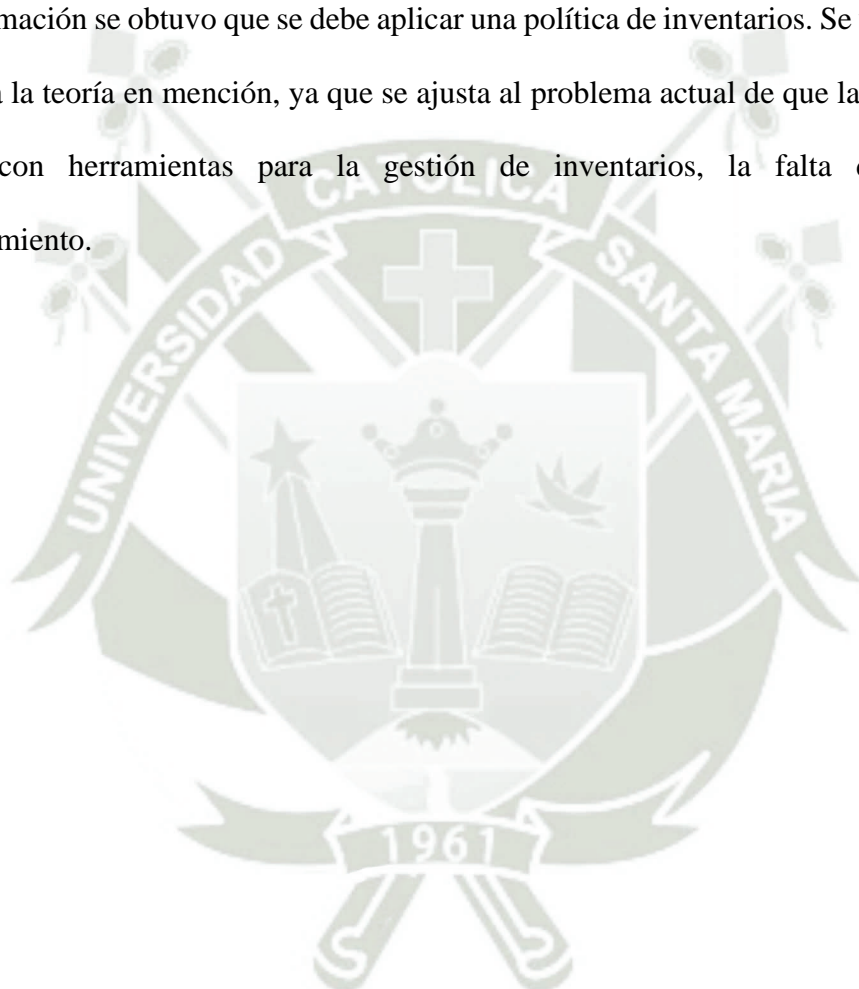 mación se obtuvo que se debe aplicar una política de inventarios. Se
la teoría en mención, ya que se ajusta al problema actual de que la
con herramientas para la gestión de inventarios, la falta
miento.
UNIVERSIDAD CATOLICA SANTA MARIA
1961